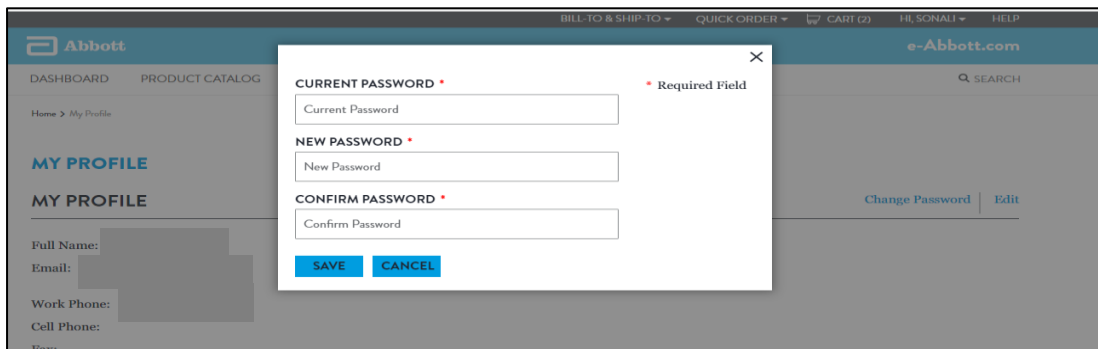 BILL-TO & SHIP-TO QUICK ORDER CART (2) HI, SONALI HELP
Abbott e-Abbott.com
DASHBOARD PRODUCT CATALOG SEARCH
Home > My Profile
CURRENT PASSWORD *
* Required Field
Current Password
NEW PASSWORD *
New Password
CONFIRM PASSWORD *
Confirm Password
SAVE CANCEL
MY PROFILE
MY PROFILE Change Password Edit
Full Name:
Email:
Work Phone:
Cell Phone: